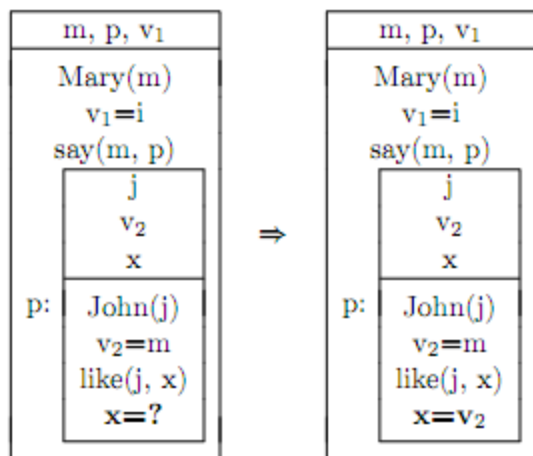 m, p, v₁
Mary(m)
v₁=i
say(m, p)
j
v₂
x
p:
John(j)
v₂=m
like(j, x)
x=?
⇒
m, p, v₁
Mary(m)
v₁=i
say(m, p)
j
v₂
x
p:
John(j)
v₂=m
like(j, x)
x=v₂